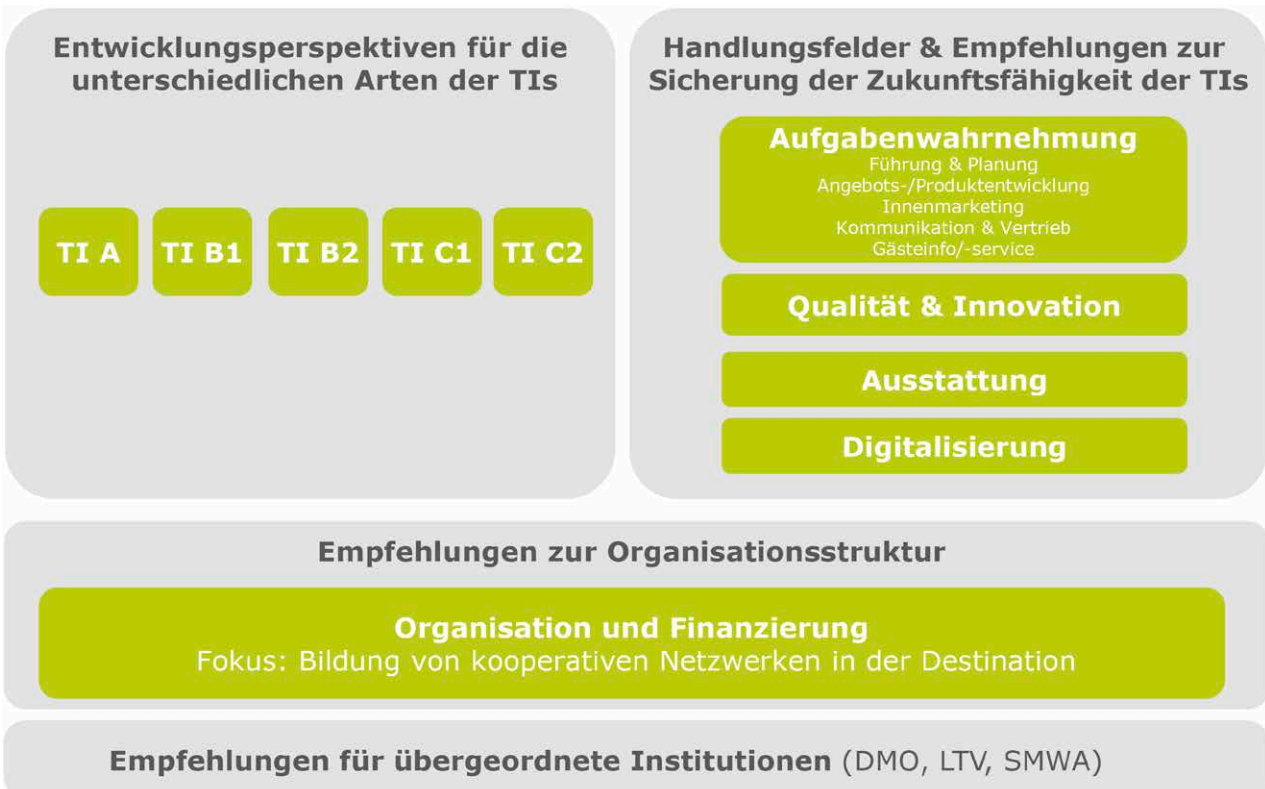 Entwicklungsperspektiven für die
unterschiedlichen Arten der TIs
TI A
TI B1
TI B2
TI C1
TI C2
Handlungsfelder & Empfehlungen zur
Sicherung der Zukunftsfähigkeit der TIs
Aufgabenwahrnehmung
Führung & Planung
Angebots-/Produktentwicklung
Innenmarketing
Kommunikation & Vertrieb
Gästeinfo/-service
Qualität & Innovation
Ausstattung
Digitalisierung
Empfehlungen zur Organisationsstruktur
Organisation und Finanzierung
Fokus: Bildung von kooperativen Netzwerken in der Destination
Empfehlungen für übergeordnete Institutionen (DMO, LTV, SMWA)